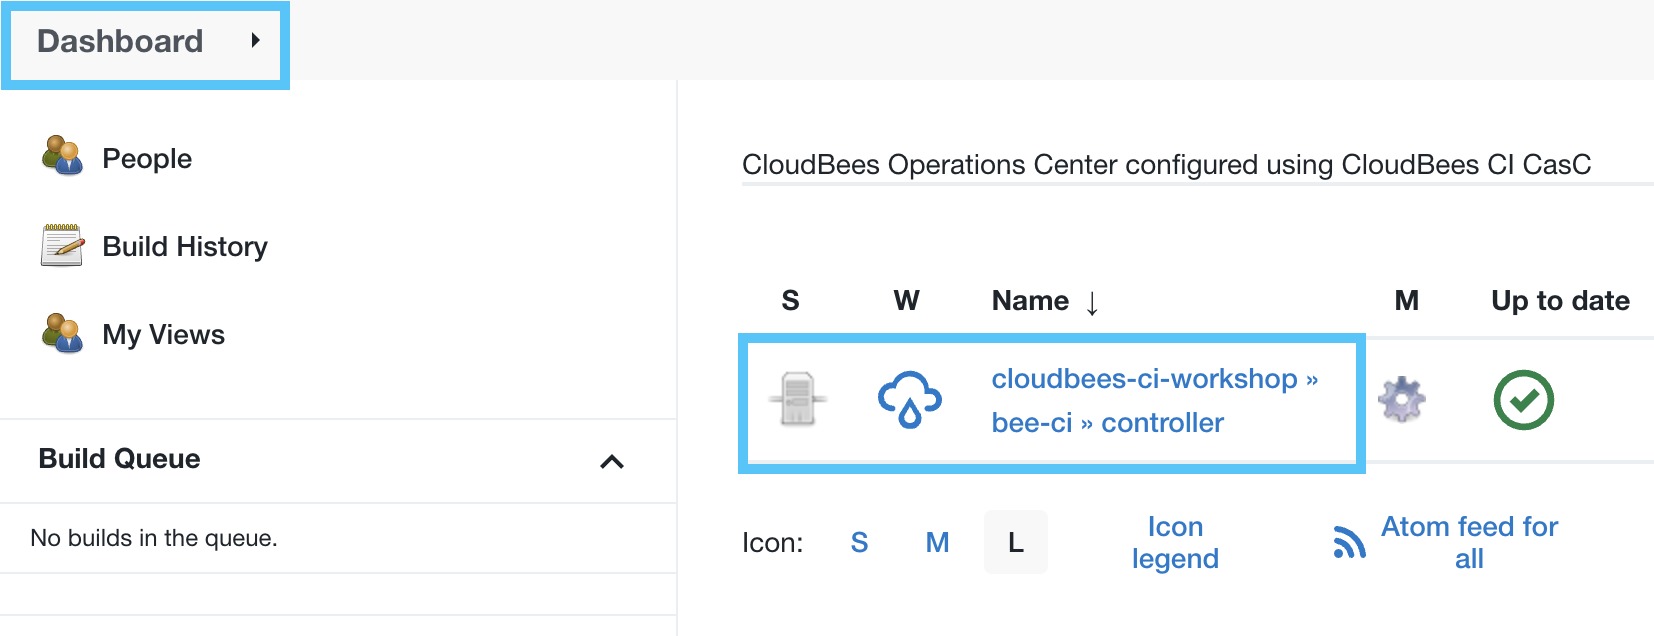 Dashboard
People
Build History
My Views
Build Queue
No builds in the queue.
CloudBees Operations Center configured using CloudBees CI CasC
S W Name ↓ M Up to date
cloudbees-ci-workshop »
bee-ci » controller
Icon: S M L
Icon
legend
Atom feed for
all